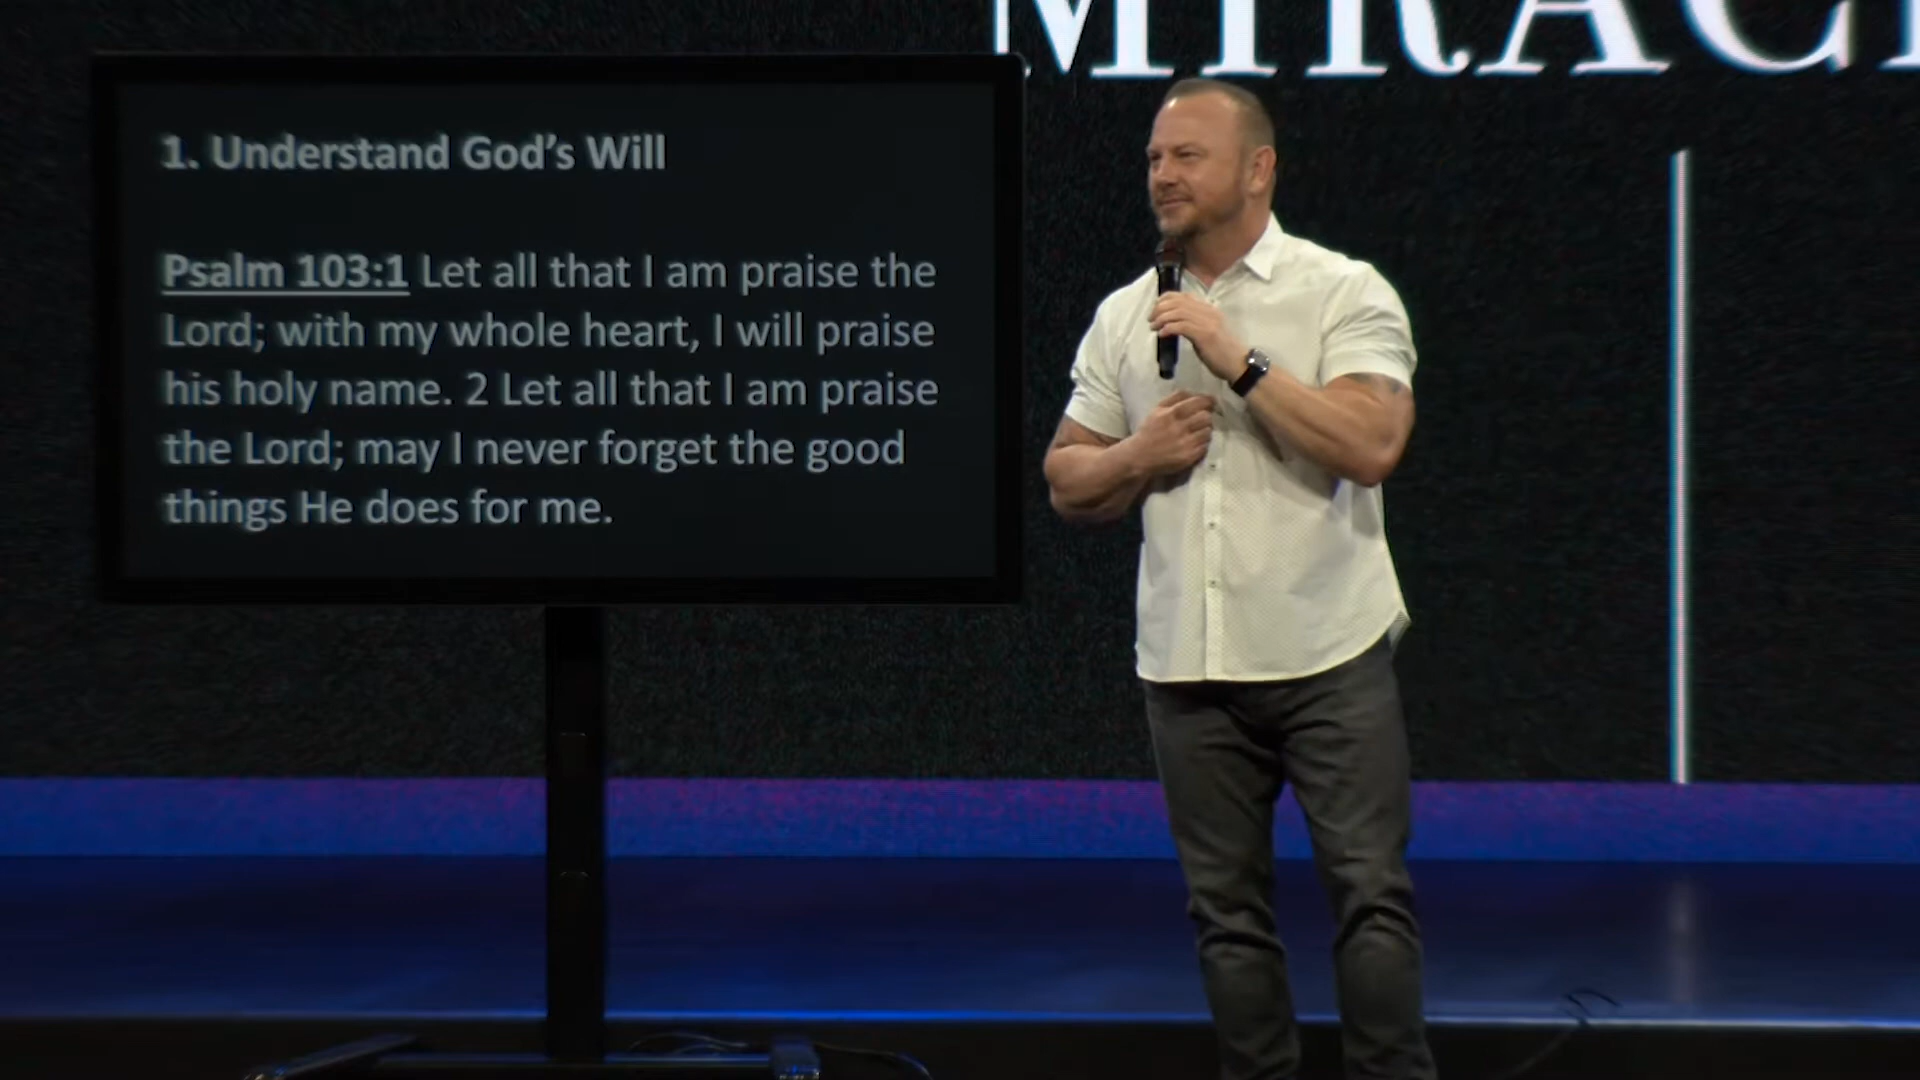 MIRAC
1. Understand God’s Will
Psalm 103:1 Let all that I am praise the
Lord; with my whole heart, I will praise
his holy name. 2 Let all that I am praise
the Lord; may I never forget the good
things He does for me.